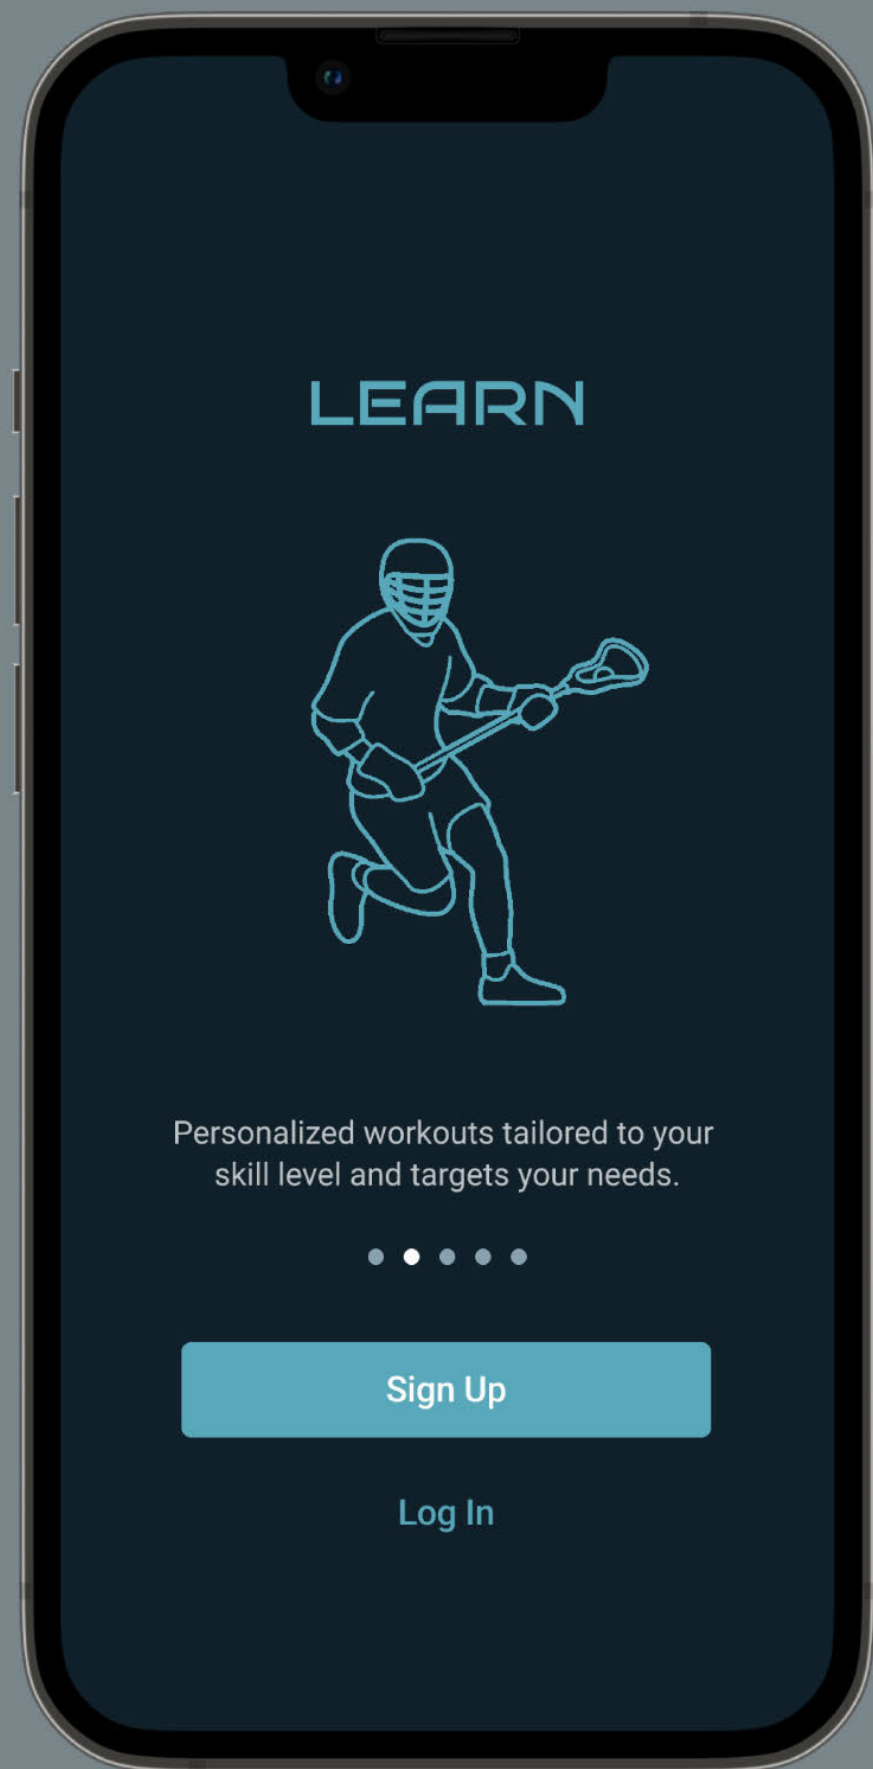 LEARN
Personalized workouts tailored to your
skill level and targets your needs.
Sign Up
Log In